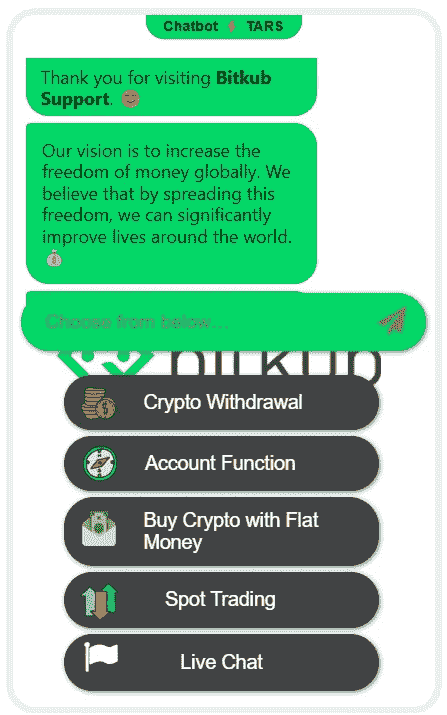 Chatbot TARS
Thank you for visiting Bitkub
Support.
Our vision is to increase the
freedom of money globally. We
believe that by spreading this
freedom, we can significantly
improve lives around the world.
Choose from below...
bitkub
Crypto Withdrawal
Account Function
Buy Crypto with Flat
Money
Spot Trading
Live Chat